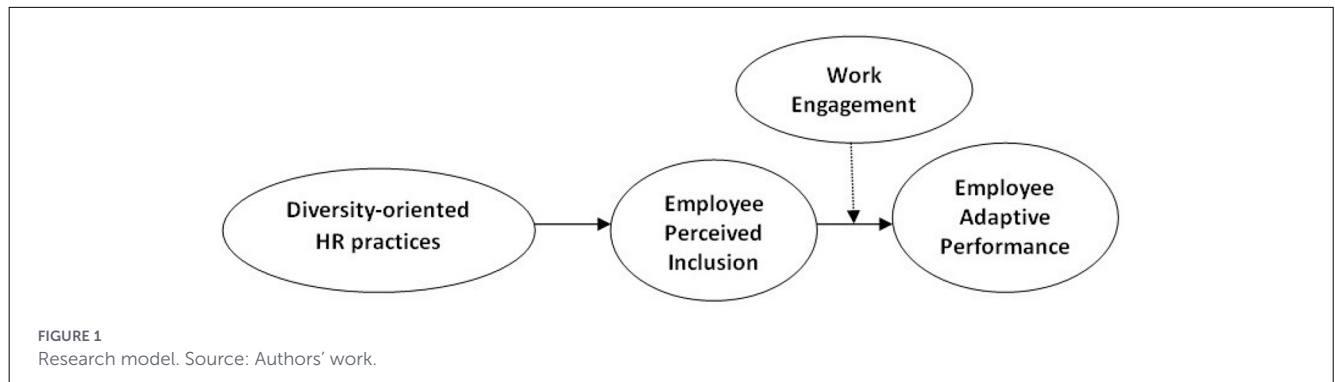 Work
Engagement
Diversity-oriented
HR practices
Employee
Perceived
Inclusion
Employee
Adaptive
Performance
FIGURE 1
Research model. Source: Authors’ work.